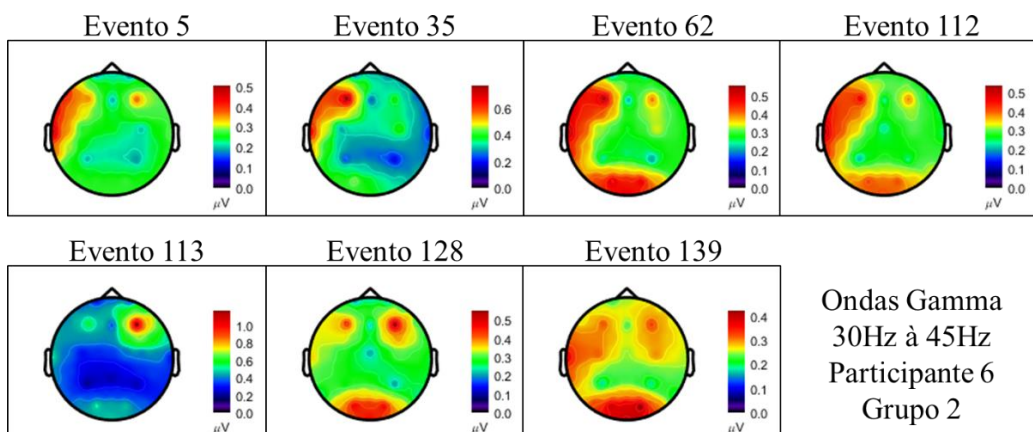 Evento 5
Evento 35
Evento 62
Evento 112
0.5
0.4
0.3
0.2
0.1
0.0
μV
0.6
0.4
0.2
0.0
μV
0.5
0.4
0.3
0.2
0.1
0.0
μV
0.5
0.4
0.3
0.2
0.1
0.0
μV
Evento 113
Evento 128
Evento 139
1.0
0.8
0.6
0.4
0.2
0.0
μV
0.5
0.4
0.3
0.2
0.1
0.0
μV
0.4
0.3
0.2
0.1
0.0
μV
Ondas Gamma
30Hz à 45Hz
Participante 6
Grupo 2